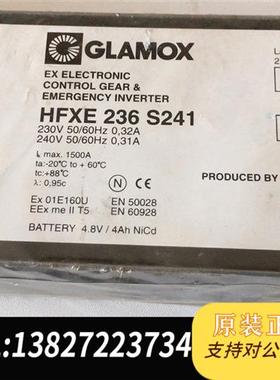 GLAMOX
EX ELECTRONIC
CONTROL GEAR &
EMERGENCY INVERTER
HFXE 236 S241
230V 50/60Hz 0,32A
240V 50/60Hz 0,31A
max. 1500A
ta:-20°C to + 60°C
tc:+88°C
λ: 0,95c
CE
Ex
PRODUCED BY
Ex 01E160U EN 50028
EEx me II T5 EN 60928
BATTERY 4.8V / 4Ah NiCd
:13827223734
原装正
支持对公